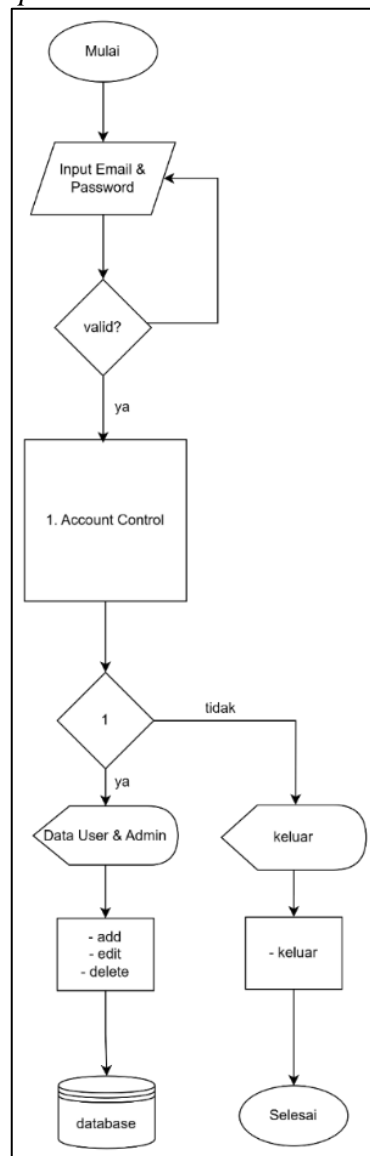 Mulai
Input Email &
Password
valid?
ya
1. Account Control
1
tidak
ya
Data User & Admin
keluar
- add
- edit
- delete
- keluar
database
Selesai